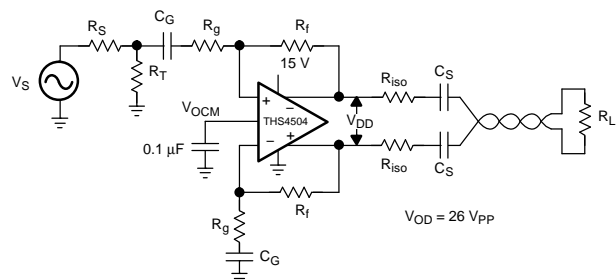 R_S
C_G
R_g
R_f
V_S
R_T
15 V
R_iso
C_S
V_OCM
+
−
THS4504
V_DD
R_L
0.1 µF
−
+
R_iso
C_S
R_g
R_f
V_OD = 26 V_PP
C_G